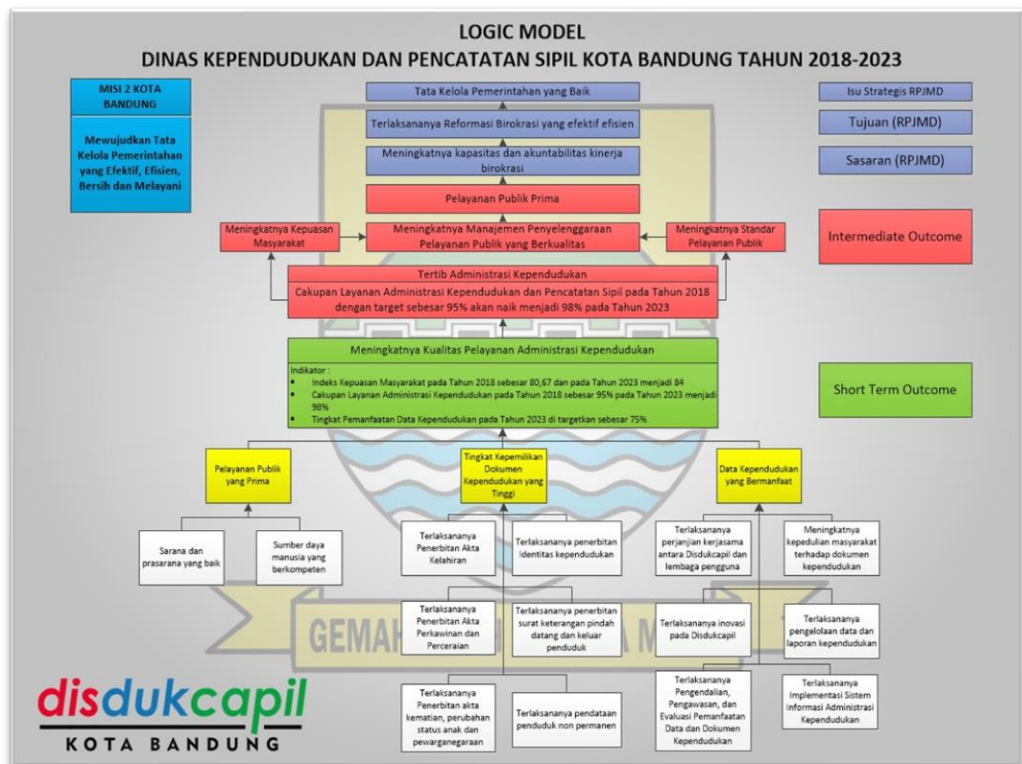 LOGIC MODEL
DINAS KEPENDUDUKAN DAN PENCATATAN SIPIL KOTA BANDUNG TAHUN 2018-2023
MISI 2 KOTA
BANDUNG
Mewujudkan Tata
Kelola Pemerintahan
yang Efektif, Efisien,
Bersih dan Melayani
Tata Kelola Pemerintahan yang Baik
Terlaksananya Reformasi Birokrasi yang efektif efisien
Meningkatnya kapasitas dan akuntabilitas kinerja
birokrasi
Pelayanan Publik Prima
Meningkatnya Kepuasan
Masyarakat
Meningkatnya Manajemen Penyelenggaraan
Pelayanan Publik yang Berkualitas
Meningkatnya Standar
Pelayanan Publik
Tertib Administrasi Kependudukan
Cakupan Layanan Administrasi Kependudukan dan Pencatatan Sipil pada Tahun 2018
dengan target sebesar 95% akan naik menjadi 98% pada Tahun 2023
Isu Strategis RPJMD
Tujuan (RPJMD)
Sasaran (RPJMD)
Intermediate Outcome
Short Term Outcome
Meningkatnya Kualitas Pelayanan Administrasi Kependudukan
Indikator :
• Indeks Kepuasan Masyarakat pada Tahun 2018 sebesar 80,67 dan pada Tahun 2023 menjadi 84
• Cakupan Layanan Administrasi Kependudukan pada Tahun 2018 sebesar 95% pada Tahun 2023 menjadi
98%
• Tingkat Pemanfaatan Data Kependudukan pada Tahun 2023 di targetkan sebesar 75%
Pelayanan Publik
yang Prima
Tingkat Kepemilikan
Dokumen
Kependudukan yang
Tinggi
Data Kependudukan
yang Bermanfaat
Sarana dan
prasarana yang baik
Sumber daya
manusia yang
berkompeten
Terlaksananya
Penerbitan Akta
Kelahiran
Terlaksananya penerbitan
Identitas kependudukan
Terlaksananya
perjanjian kerjasama
antara Disdukcapil dan
lembaga pengguna
Meningkatnya
kepedulian masyarakat
terhadap dokumen
kependudukan
Terlaksananya
Penerbitan Akta
Perkawinan dan
Perceraian
Terlaksananya penerbitan
surat keterangan pindah
datang dan keluar
penduduk
Terlaksananya inovasi
pada Disdukcapil
Terlaksananya
pengelolaan data dan
laporan kependudukan
Terlaksananya
Penerbitan akta
kematian, perubahan
status anak dan
pewarganegaraan
Terlaksananya pendataan
penduduk non permanen
Terlaksananya
Pengendalian,
Pengawasan, dan
Evaluasi Pemanfaatan
Data dan Dokumen
Kependudukan
Terlaksananya
Implementasi Sistem
Informasi Administrasi
Kependudukan
GEMAH
disdukcapil
KOTA BANDUNG